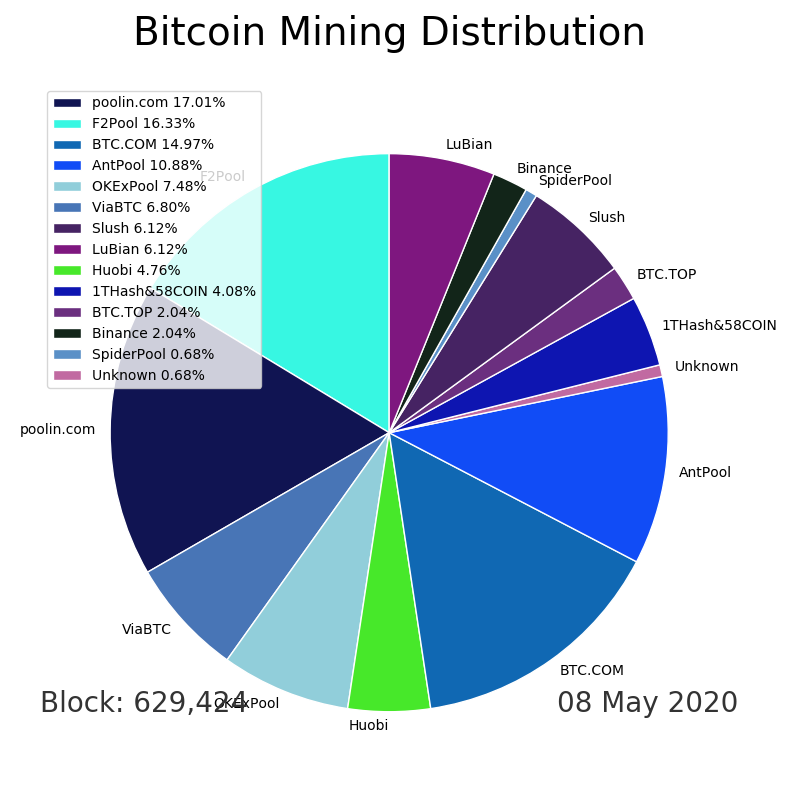 Bitcoin Mining Distribution
poolin.com 17.01%
F2Pool 16.33%
BTC.COM 14.97%
AntPool 10.88%
OKExPool 7.48%
ViaBTC 6.80%
Slush 6.12%
LuBian 6.12%
Huobi 4.76%
1THash&58COIN 4.08%
BTC.TOP 2.04%
Binance 2.04%
SpiderPool 0.68%
Unknown 0.68%
F2Pool
LuBian
Binance
SpiderPool
Slush
BTC.TOP
1THash&58COIN
Unknown
AntPool
BTC.COM
Huobi
OKExPool
ViaBTC
poolin.com
Block: 629,424
08 May 2020